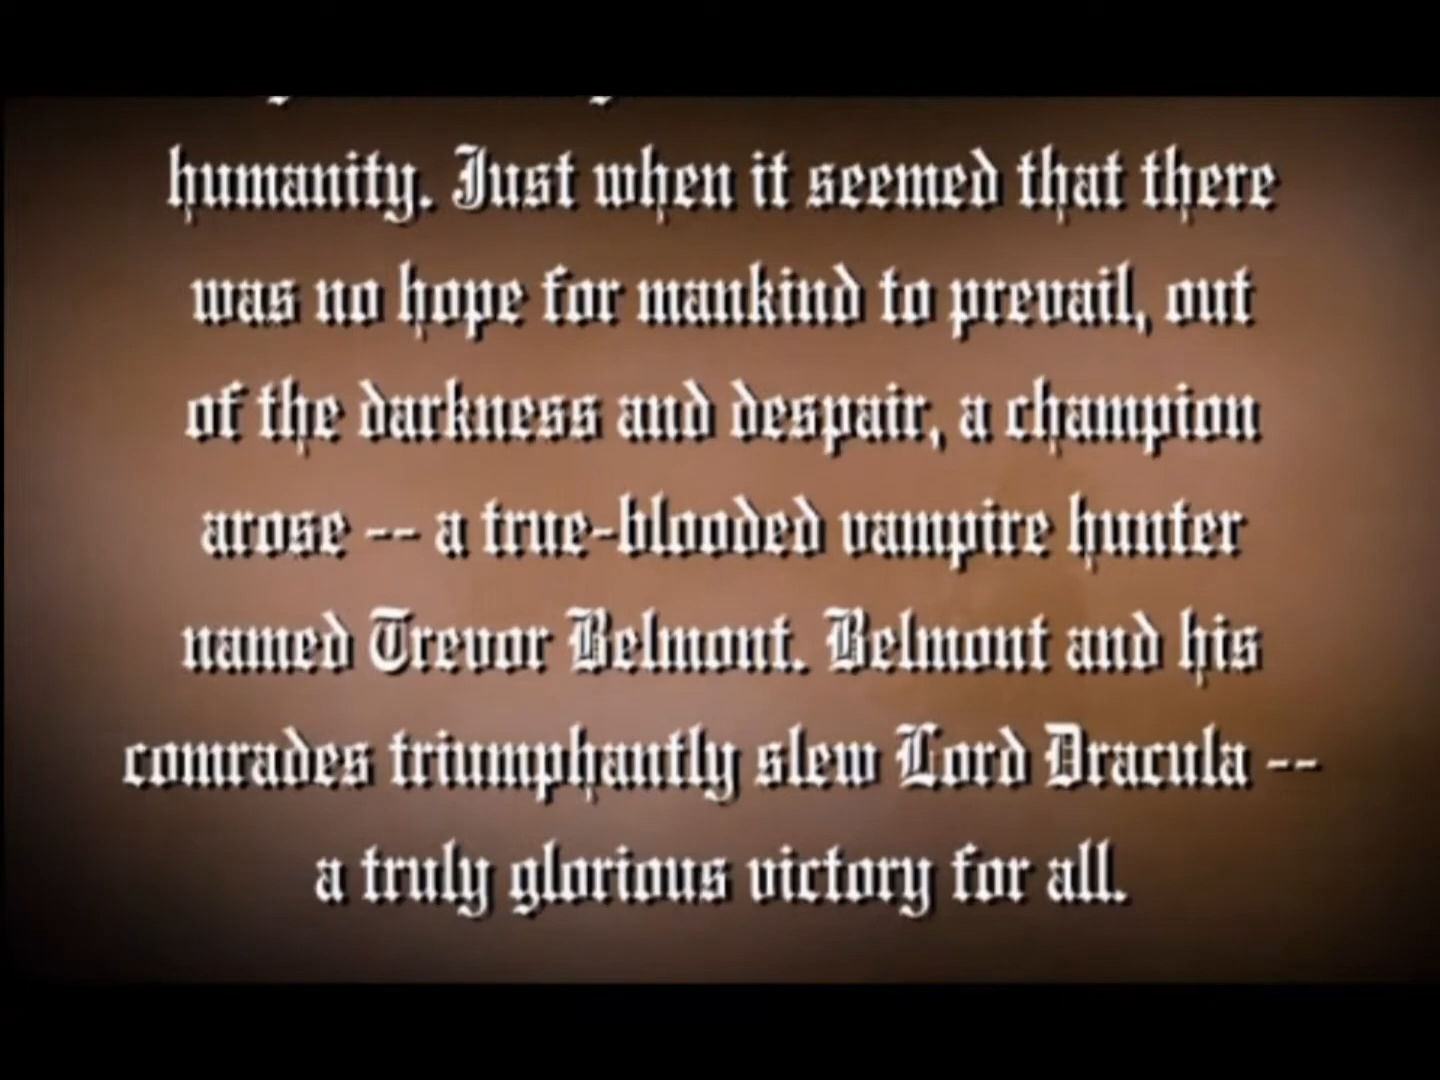 humanity. Just when it seemed that there
was no hope for mankind to prevail, out
of the darkness and despair, a champion
arose -- a true-blooded vampire hunter
named Trevor Belmont. Belmont and his
comrades triumphantly slew Lord Dracula --
a truly glorious victory for all.